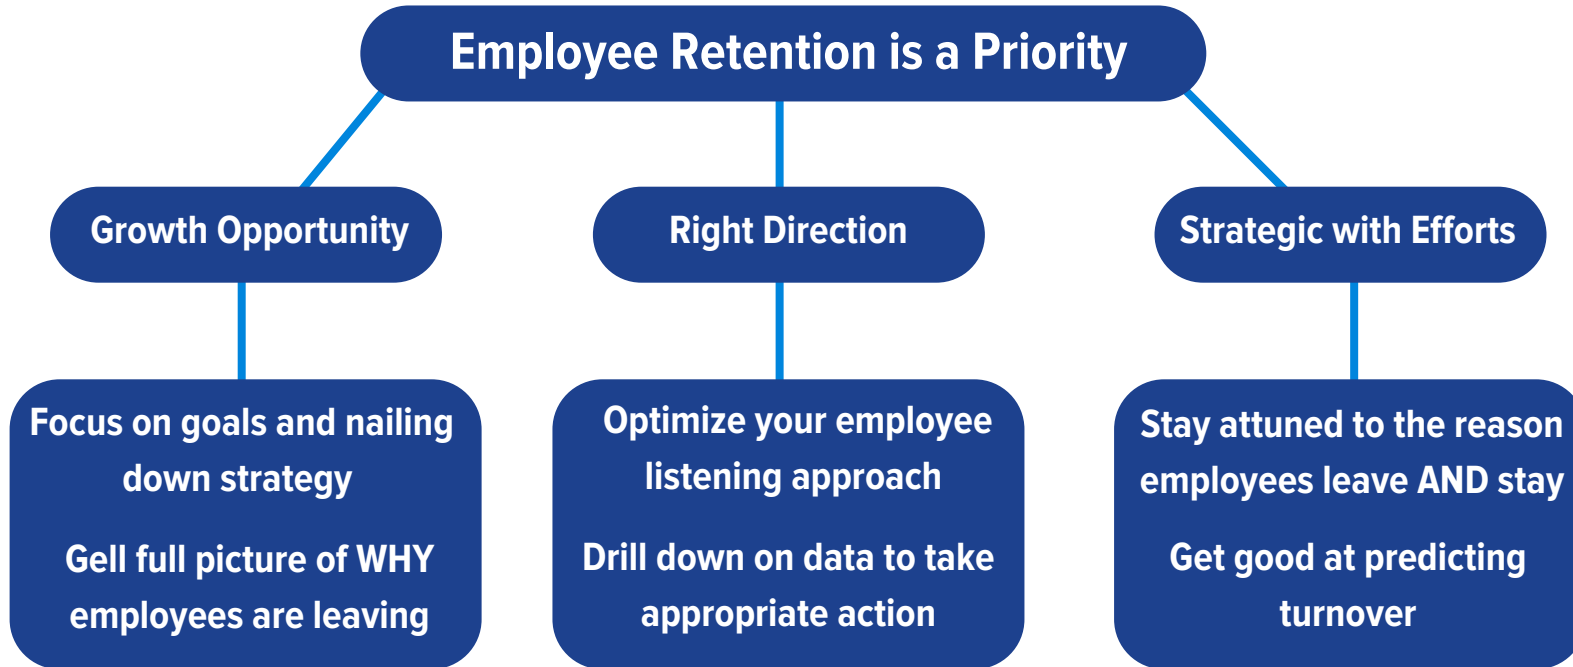 Employee Retention is a Priority
Growth Opportunity
Right Direction
Strategic with Efforts
Focus on goals and nailing
down strategy
Gell full picture of WHY
employees are leaving
Optimize your employee
listening approach
Drill down on data to take
appropriate action
Stay attuned to the reason
employees leave AND stay
Get good at predicting
turnover